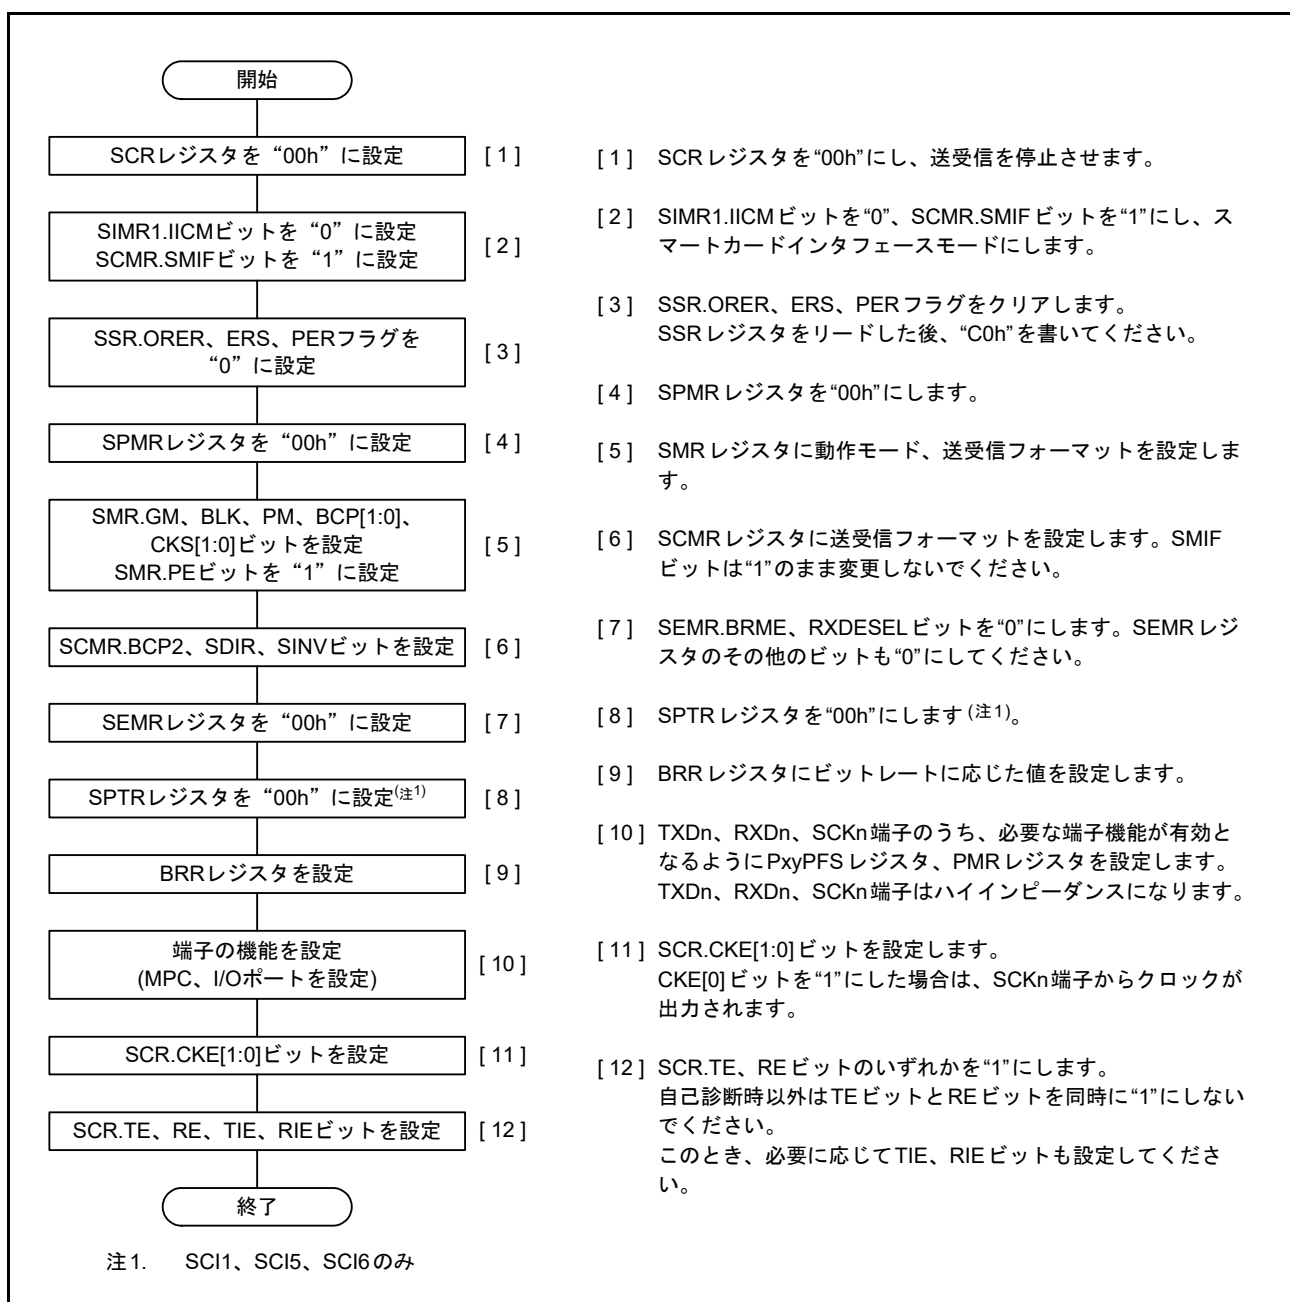 開始
SCRレジスタを“00h”に設定
[ 1 ]
SIMR1.IICMビットを“0”に設定
SCMR.SMIFビットを“1”に設定
[ 2 ]
SSR.ORER、ERS、PERフラグを
“0”に設定
[ 3 ]
SPMRレジスタを“00h”に設定
[ 4 ]
SMR.GM、BLK、PM、BCP[1:0]、
CKS[1:0]ビットを設定
SMR.PEビットを“1”に設定
[ 5 ]
SCMR.BCP2、SDIR、SINVビットを設定
[ 6 ]
SEMRレジスタを“00h”に設定
[ 7 ]
SPTRレジスタを“00h”に設定(注1)
[ 8 ]
BRRレジスタを設定
[ 9 ]
端子の機能を設定
(MPC、I/Oポートを設定)
[ 10 ]
SCR.CKE[1:0]ビットを設定
[ 11 ]
SCR.TE、RE、TIE、RIEビットを設定
[ 12 ]
終了
注1. SCI1、SCI5、SCI6のみ
[ 1 ] SCRレジスタを“00h”にし、送受信を停止させます。
[ 2 ] SIMR1.IICMビットを“0”、SCMR.SMIFビットを“1”にし、ス
マートカードインタフェースモードにします。
[ 3 ] SSR.ORER、ERS、PERフラグをクリアします。
SSRレジスタをリードした後、“C0h”を書いてください。
[ 4 ] SPMRレジスタを“00h”にします。
[ 5 ] SMRレジスタに動作モード、送受信フォーマットを設定しま
す。
[ 6 ] SCMRレジスタに送受信フォーマットを設定します。SMIF
ビットは“1”のまま変更しないでください。
[ 7 ] SEMR.BRME、RXDESELビットを“0”にします。SEMRレジ
スタのその他のビットも“0”にしてください。
[ 8 ] SPTRレジスタを“00h”にします(注1)。
[ 9 ] BRRレジスタにビットレートに応じた値を設定します。
[ 10 ] TXDn、RXDn、SCKn端子のうち、必要な端子機能が有効と
なるようにPxyPFSレジスタ、PMRレジスタを設定します。
TXDn、RXDn、SCKn端子はハイインピーダンスになります。
[ 11 ] SCR.CKE[1:0]ビットを設定します。
CKE[0]ビットを“1”にした場合は、SCKn端子からクロックが
出力されます。
[ 12 ] SCR.TE、REビットのいずれかを“1”にします。
自己診断時以外はTEビットとREビットを同時に“1”にしない
でください。
このとき、必要に応じてTIE、RIEビットも設定してくださ
い。